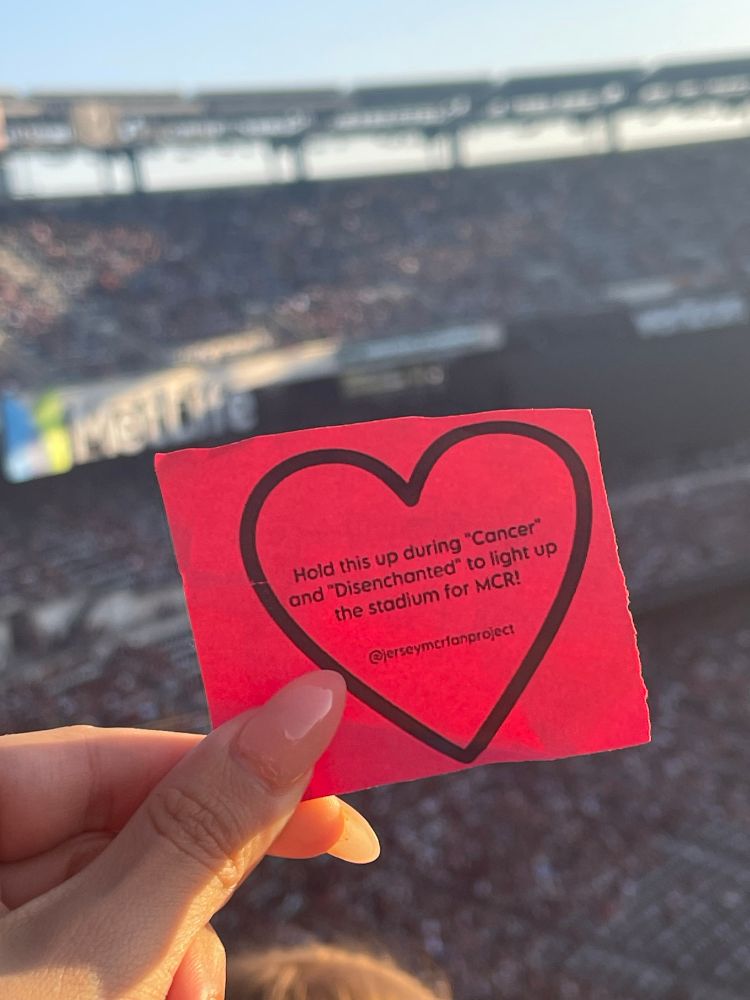 MetLife
Hold this up during "Cancer"
and "Disenchanted" to light up
the stadium for MCR!
@jerseymcrfanproject